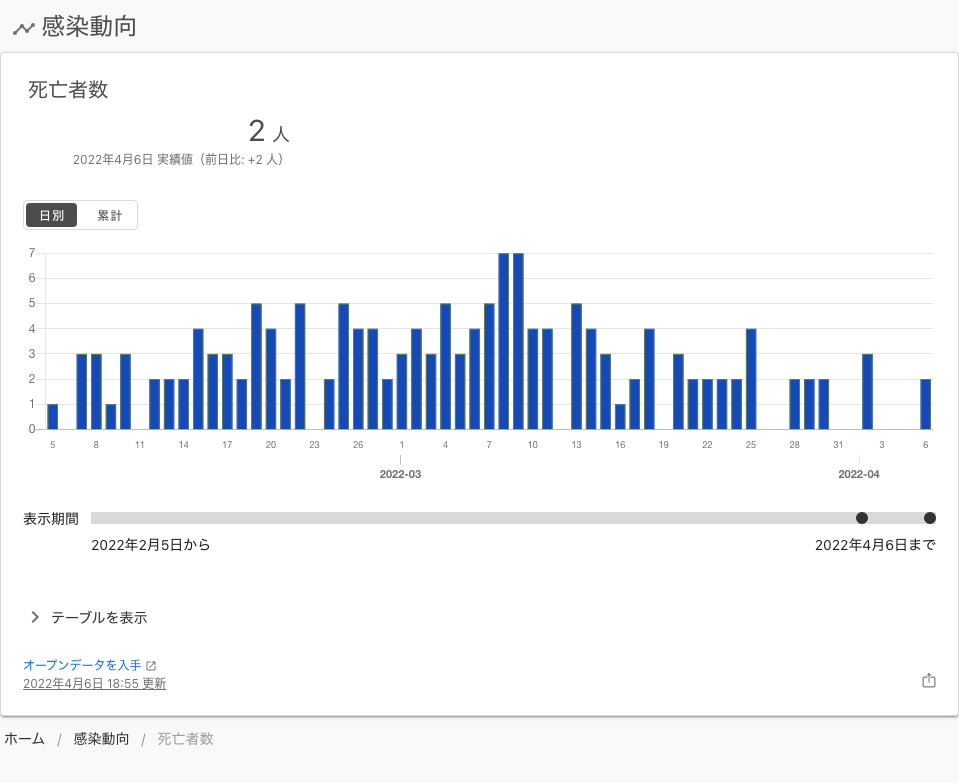 感染動向
死亡者数
2 人
2022年4月6日 実績値（前日比: +2 人）
日別 累計
7
6
5
4
3
2
1
0
5 8 11 14 17 20 23 26 1 4 7 10 13 16 19 22 25 28 31 3 6
2022-03 2022-04
表示期間
2022年2月5日から 2022年4月6日まで
テーブルを表示
オープンデータを入手
2022年4月6日 18:55 更新
ホーム / 感染動向 / 死亡者数